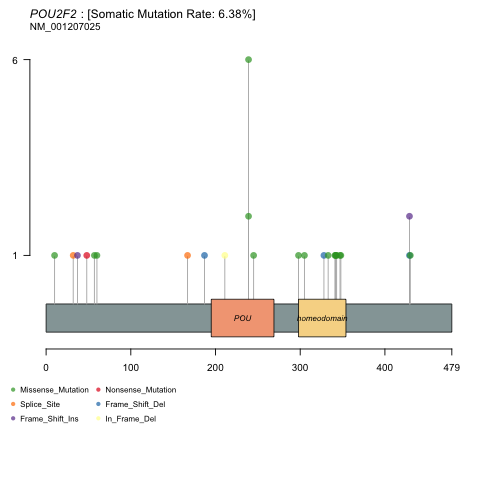 POU2F2 : [Somatic Mutation Rate: 6.38%]
NM_001207025
6
1
POU
homeodomain
0 100 200 300 400 479
Missense_Mutation Nonsense_Mutation
Splice_Site Frame_Shift_Del
Frame_Shift_Ins In_Frame_Del